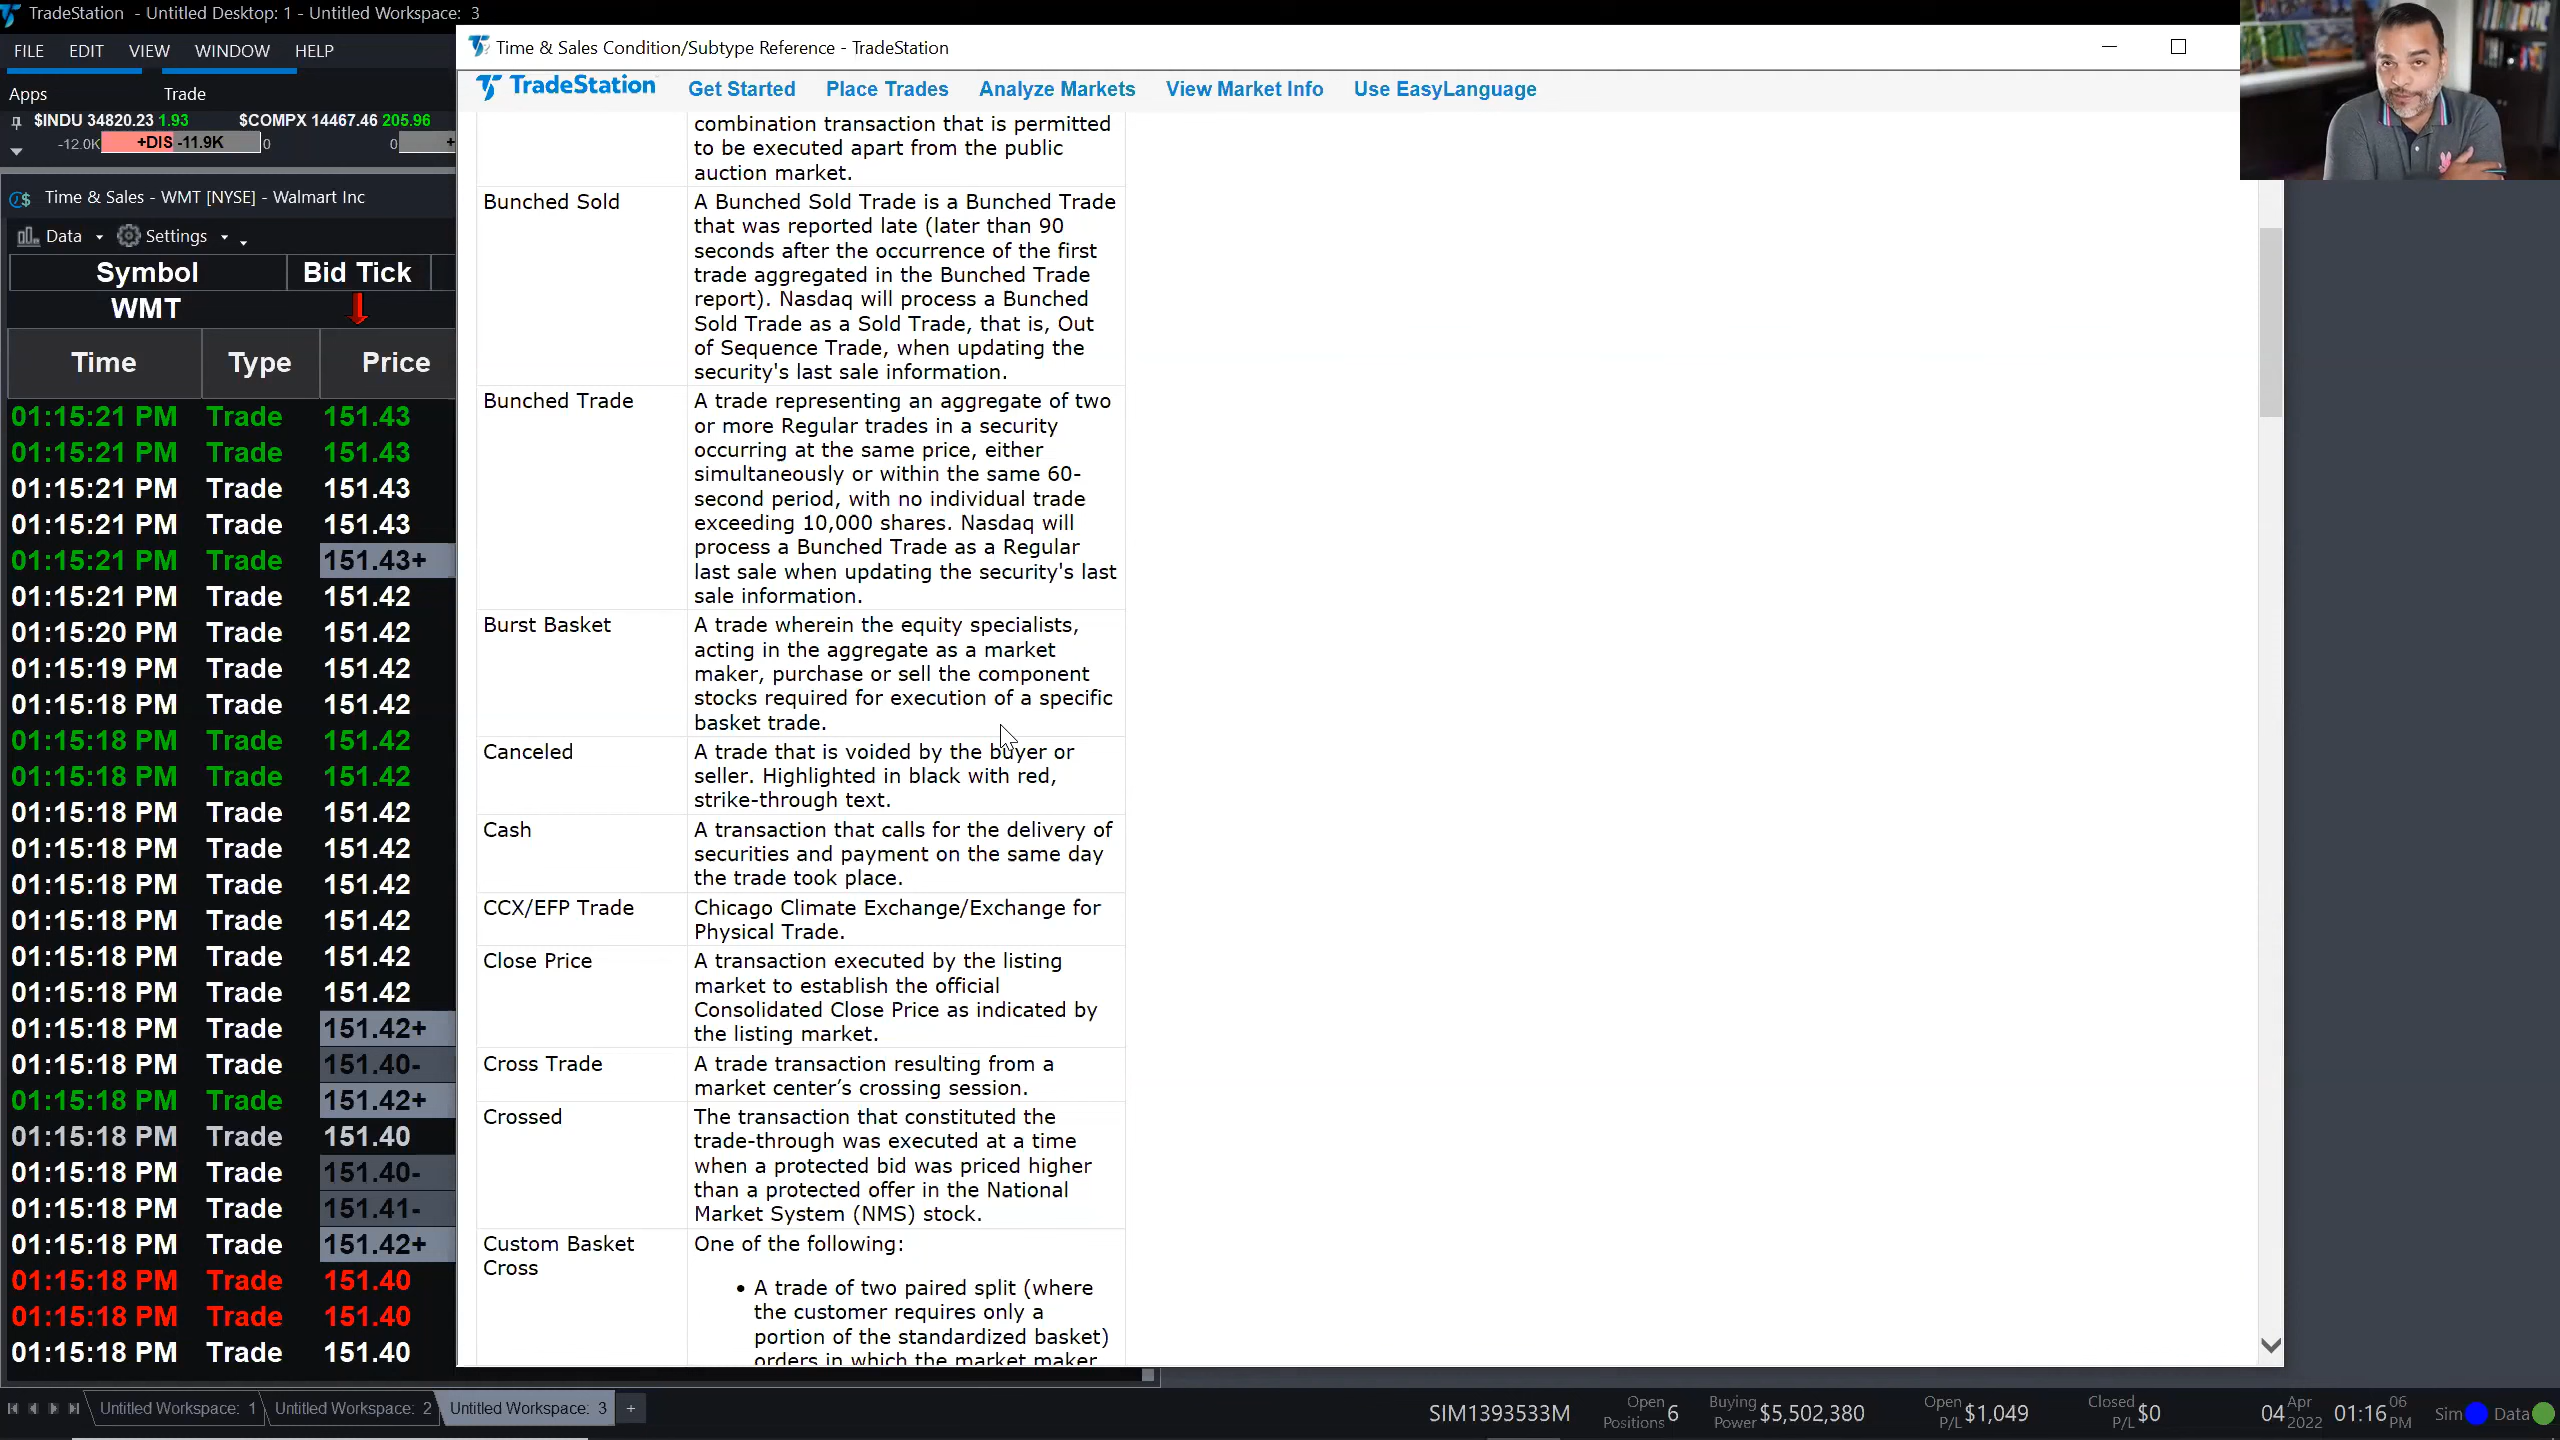 TradeStation - Untitled Desktop: 1 - Untitled Workspace: 3
FILE EDIT VIEW WINDOW HELP
Apps Trade
$INDU 34820.23 1.93 $COMPX 14467.46 205.96
-12.0K +DIS -11.9K 0 0 +
Time & Sales - WMT [NYSE] - Walmart Inc
Data Settings
Symbol Bid Tick
WMT
Time Type Price
01:15:21 PM Trade 151.43
01:15:21 PM Trade 151.43
01:15:21 PM Trade 151.43
01:15:21 PM Trade 151.43
01:15:21 PM Trade 151.43+
01:15:21 PM Trade 151.42
01:15:20 PM Trade 151.42
01:15:19 PM Trade 151.42
01:15:18 PM Trade 151.42
01:15:18 PM Trade 151.42
01:15:18 PM Trade 151.42
01:15:18 PM Trade 151.42
01:15:18 PM Trade 151.42
01:15:18 PM Trade 151.42
01:15:18 PM Trade 151.42
01:15:18 PM Trade 151.42
01:15:18 PM Trade 151.42
01:15:18 PM Trade 151.42+
01:15:18 PM Trade 151.40-
01:15:18 PM Trade 151.42+
01:15:18 PM Trade 151.40
01:15:18 PM Trade 151.40-
01:15:18 PM Trade 151.41-
01:15:18 PM Trade 151.42+
01:15:18 PM Trade 151.40
01:15:18 PM Trade 151.40
01:15:18 PM Trade 151.40
Time & Sales Condition/Subtype Reference - TradeStation
TradeStation Get Started Place Trades Analyze Markets View Market Info Use EasyLanguage
combination transaction that is permitted
to be executed apart from the public
auction market.
Bunched Sold A Bunched Sold Trade is a Bunched Trade
that was reported late (later than 90
seconds after the occurrence of the first
trade aggregated in the Bunched Trade
report). Nasdaq will process a Bunched
Sold Trade as a Sold Trade, that is, Out
of Sequence Trade, when updating the
security's last sale information.
Bunched Trade A trade representing an aggregate of two
or more Regular trades in a security
occurring at the same price, either
simultaneously or within the same 60-
second period, with no individual trade
exceeding 10,000 shares. Nasdaq will
process a Bunched Trade as a Regular
last sale when updating the security's last
sale information.
Burst Basket A trade wherein the equity specialists,
acting in the aggregate as a market
maker, purchase or sell the component
stocks required for execution of a specific
basket trade.
Canceled A trade that is voided by the buyer or
seller. Highlighted in black with red,
strike-through text.
Cash A transaction that calls for the delivery of
securities and payment on the same day
the trade took place.
CCX/EFP Trade Chicago Climate Exchange/Exchange for
Physical Trade.
Close Price A transaction executed by the listing
market to establish the official
Consolidated Close Price as indicated by
the listing market.
Cross Trade A trade transaction resulting from a
market center’s crossing session.
Crossed The transaction that constituted the
trade-through was executed at a time
when a protected bid was priced higher
than a protected offer in the National
Market System (NMS) stock.
Custom Basket One of the following:
Cross
• A trade of two paired split (where
the customer requires only a
portion of the standardized basket)
orders in which the market maker
Untitled Workspace: 1 Untitled Workspace: 2 Untitled Workspace: 3 +
SIM1393533M Open Positions 6 Buying Power $5,502,380 Open P/L $1,049 Closed P/L $0 04 Apr 2022 01:16 06 PM Sim Data